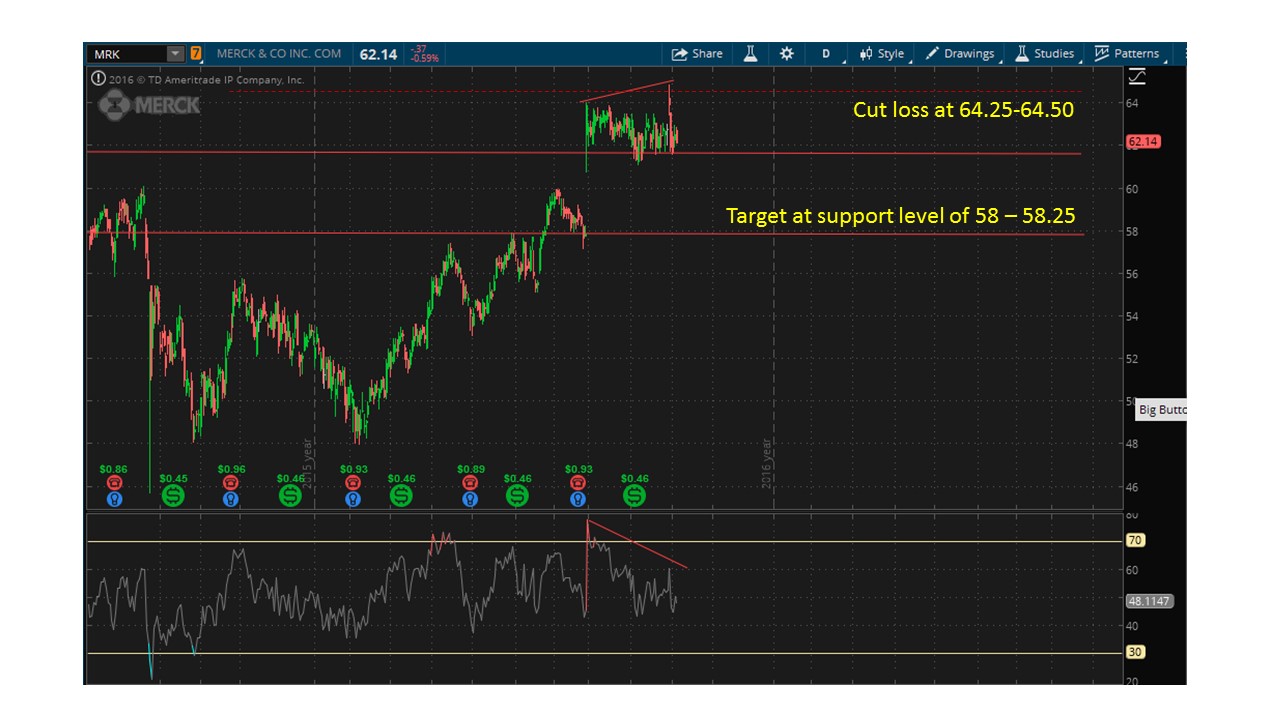 MRK 7 MERCK & CO INC. COM 62.14 -.37 -0.59% Share D Style Drawings Studies Patterns
2016 © TD Ameritrade IP Company, Inc.
MERCK
Cut loss at 64.25-64.50
64
62.14
62
60
Target at support level of 58 – 58.25
58
56
54
52
50
Big Butto
48
2015 year
2016 year
46
$0.86 $0.45 $0.96 $0.46 $0.93 $0.46 $0.89 $0.46 $0.93 $0.46
80
70
60
48.1147
40
30
20